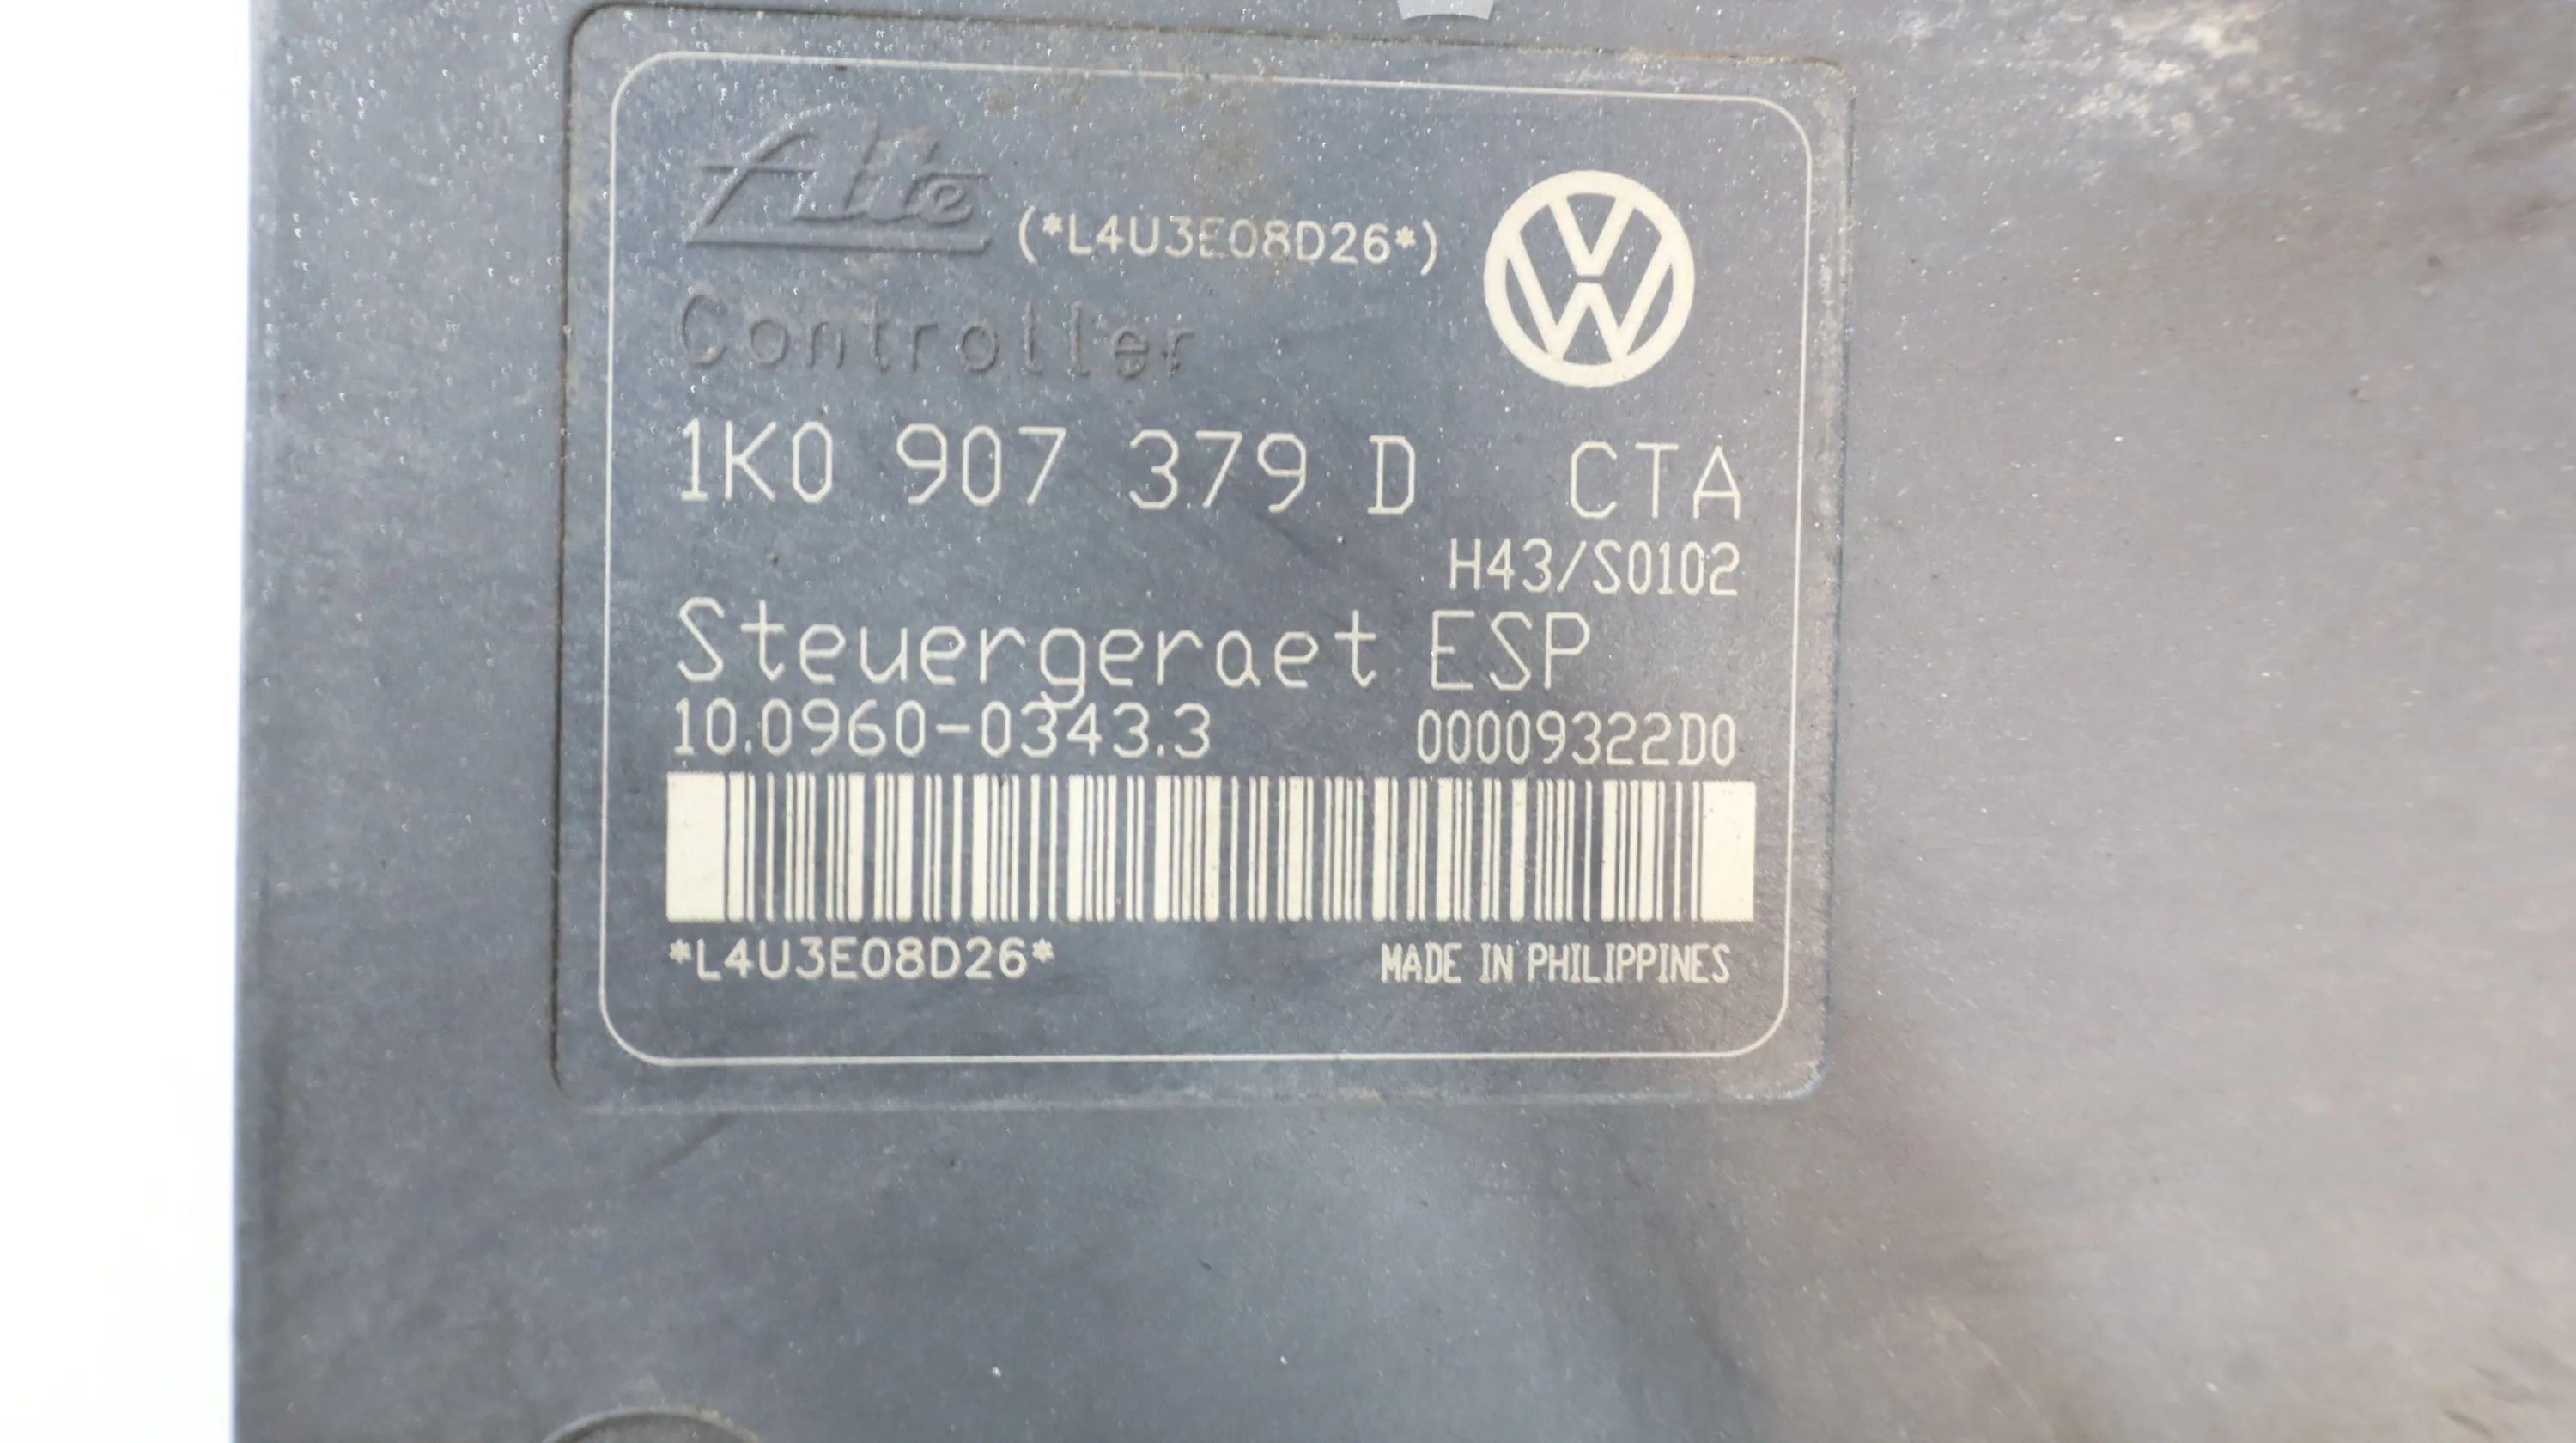 Ate (*L4U3E08D26*)
Controller
1K0 907 379 D CTA
H43/S0102
Steuergeraet ESP
10.0960-0343.3 00009322D0
*L4U3E08D26* MADE IN PHILIPPINES